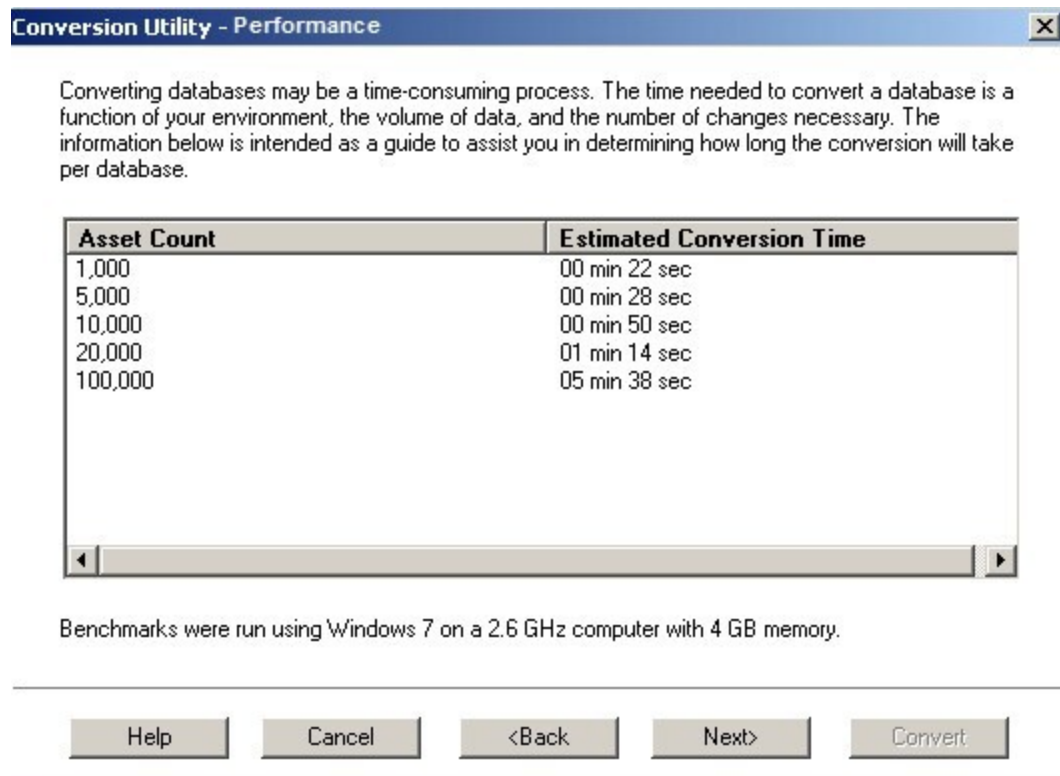 Conversion Utility - Performance
Converting databases may be a time-consuming process. The time needed to convert a database is a
function of your environment, the volume of data, and the number of changes necessary. The
information below is intended as a guide to assist you in determining how long the conversion will take
per database.
Asset Count Estimated Conversion Time
1,000 00 min 22 sec
5,000 00 min 28 sec
10,000 00 min 50 sec
20,000 01 min 14 sec
100,000 05 min 38 sec
Benchmarks were run using Windows 7 on a 2.6 GHz computer with 4 GB memory.
Help Cancel <Back Next> Convert